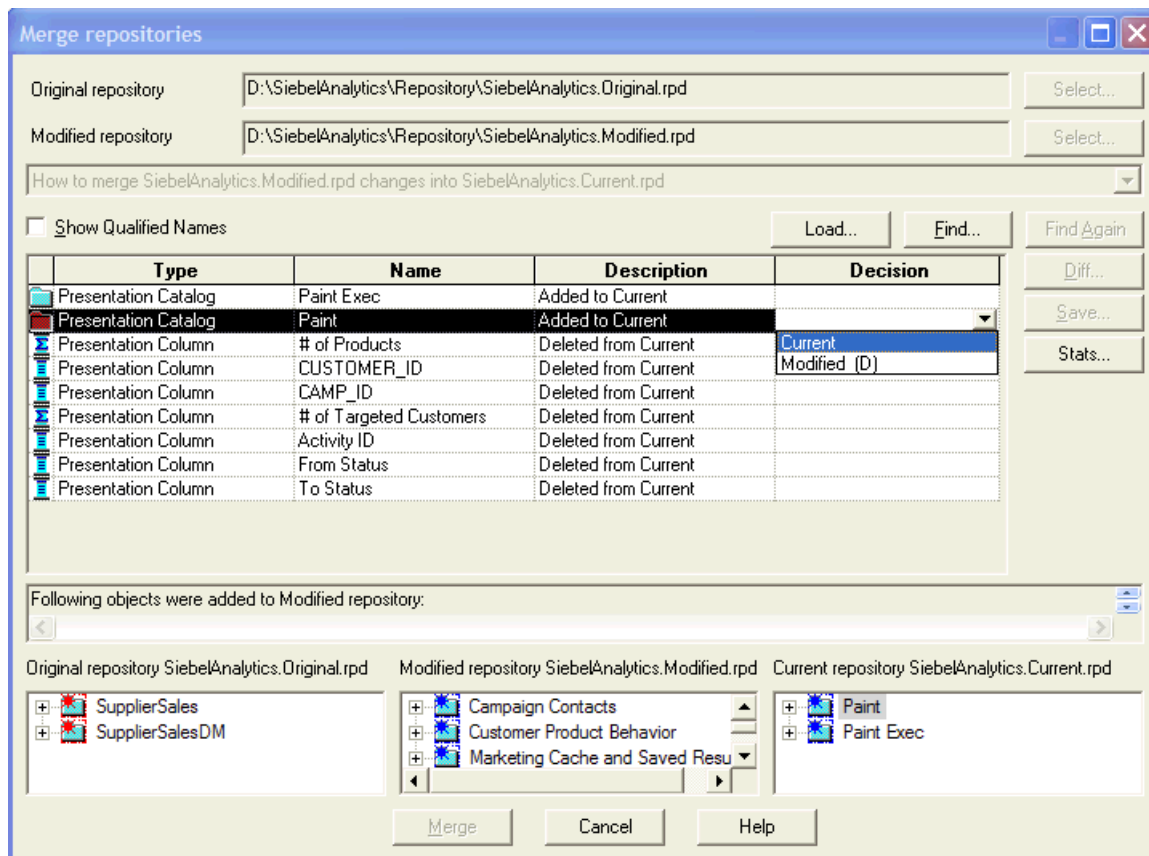 Merge repositories
Original repository D:\SiebelAnalytics\Repository\SiebelAnalytics.Original.rpd Select...
Modified repository D:\SiebelAnalytics\Repository\SiebelAnalytics.Modified.rpd Select...
How to merge SiebelAnalytics.Modified.rpd changes into SiebelAnalytics.Current.rpd
Show Qualified Names Load... Find... Find Again
Type Name Description Decision Diff...
Presentation Catalog Paint Exec Added to Current
Presentation Catalog Paint Added to Current Save...
Presentation Column # of Products Deleted from Current Current Stats...
Presentation Column CUSTOMER_ID Deleted from Current Modified (D)
Presentation Column CAMP_ID Deleted from Current
Presentation Column # of Targeted Customers Deleted from Current
Presentation Column Activity ID Deleted from Current
Presentation Column From Status Deleted from Current
Presentation Column To Status Deleted from Current
Following objects were added to Modified repository:
Original repository SiebelAnalytics.Original.rpd Modified repository SiebelAnalytics.Modified.rpd Current repository SiebelAnalytics.Current.rpd
SupplierSales Campaign Contacts Paint
SupplierSalesDM Customer Product Behavior Paint Exec
Marketing Cache and Saved Resu
Merge Cancel Help